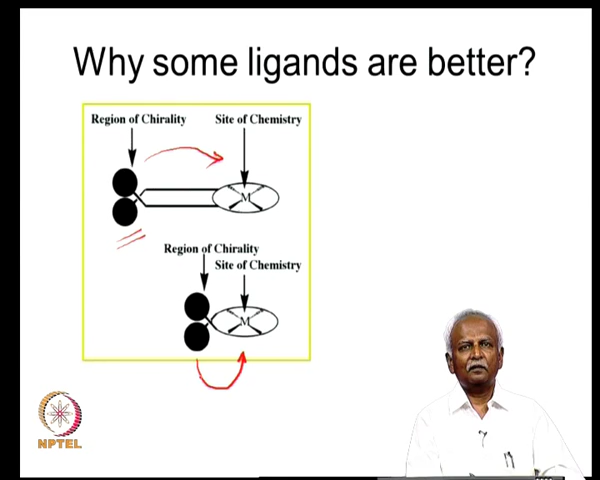 Why some ligands are better?
Region of Chirality Site of Chemistry
M
Region of Chirality
Site of Chemistry
M
NPTEL